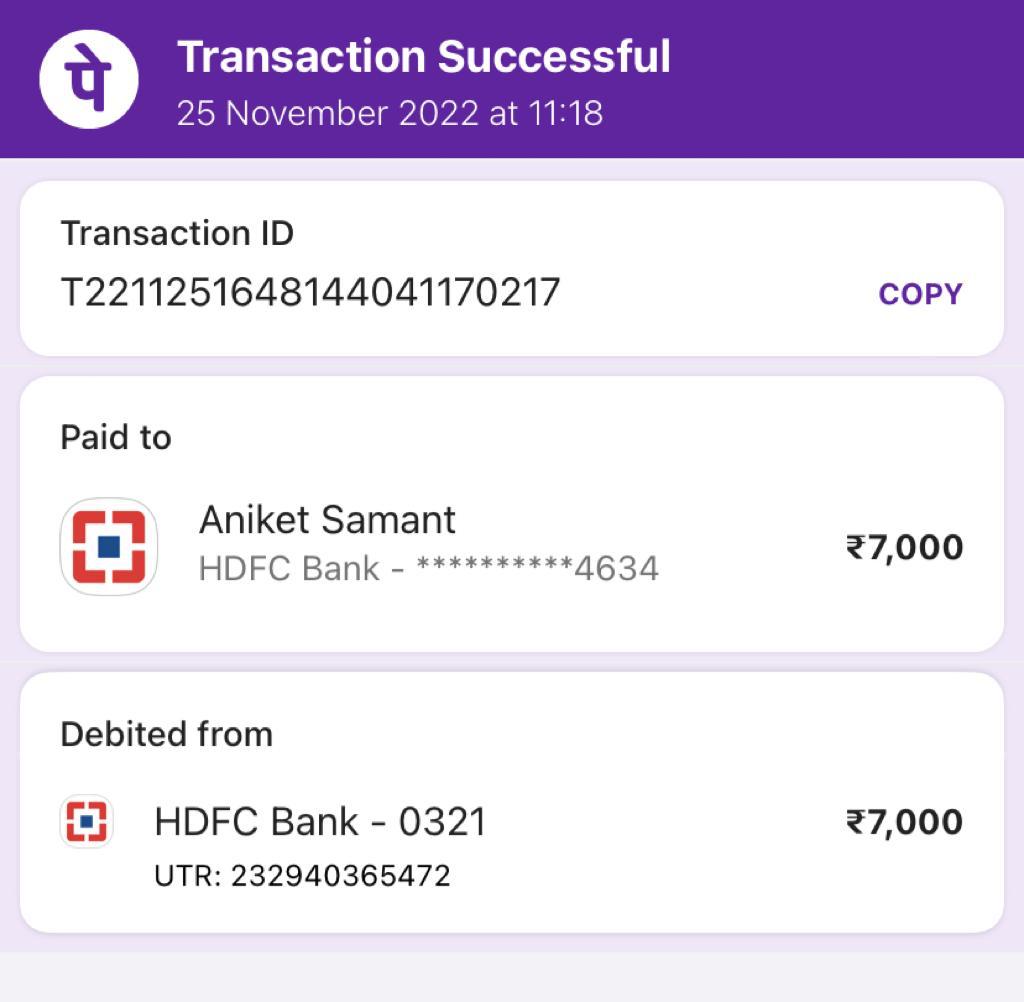 पे
Transaction Successful
25 November 2022 at 11:18
Transaction ID
T2211251648144041170217
COPY
Paid to
Aniket Samant
₹7,000
HDFC Bank - **********4634
Debited from
HDFC Bank - 0321
₹7,000
UTR: 232940365472